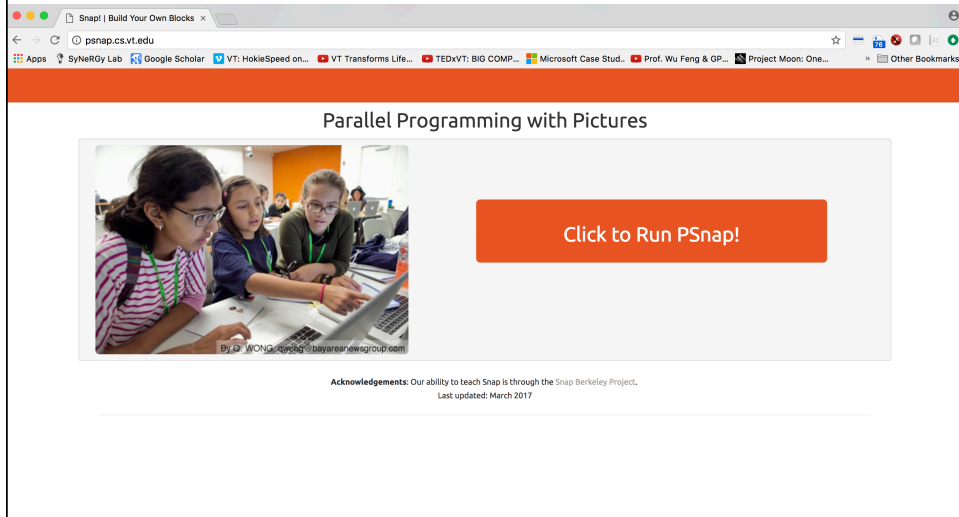 Snap! | Build Your Own Blocks
psnap.cs.vt.edu
Apps SyNeRGy Lab Google Scholar VT: HokieSpeed on... VT Transforms Life... TEDxVT: BIG COMP... Microsoft Case Stud.. Prof. Wu Feng & GP... Project Moon: One... » Other Bookmarks
Parallel Programming with Pictures
Click to Run PSnap!
By Q. WONG, qwong@bayareanewsgroup.com
Acknowledgements: Our ability to teach Snap is through the Snap Berkeley Project.
Last updated: March 2017